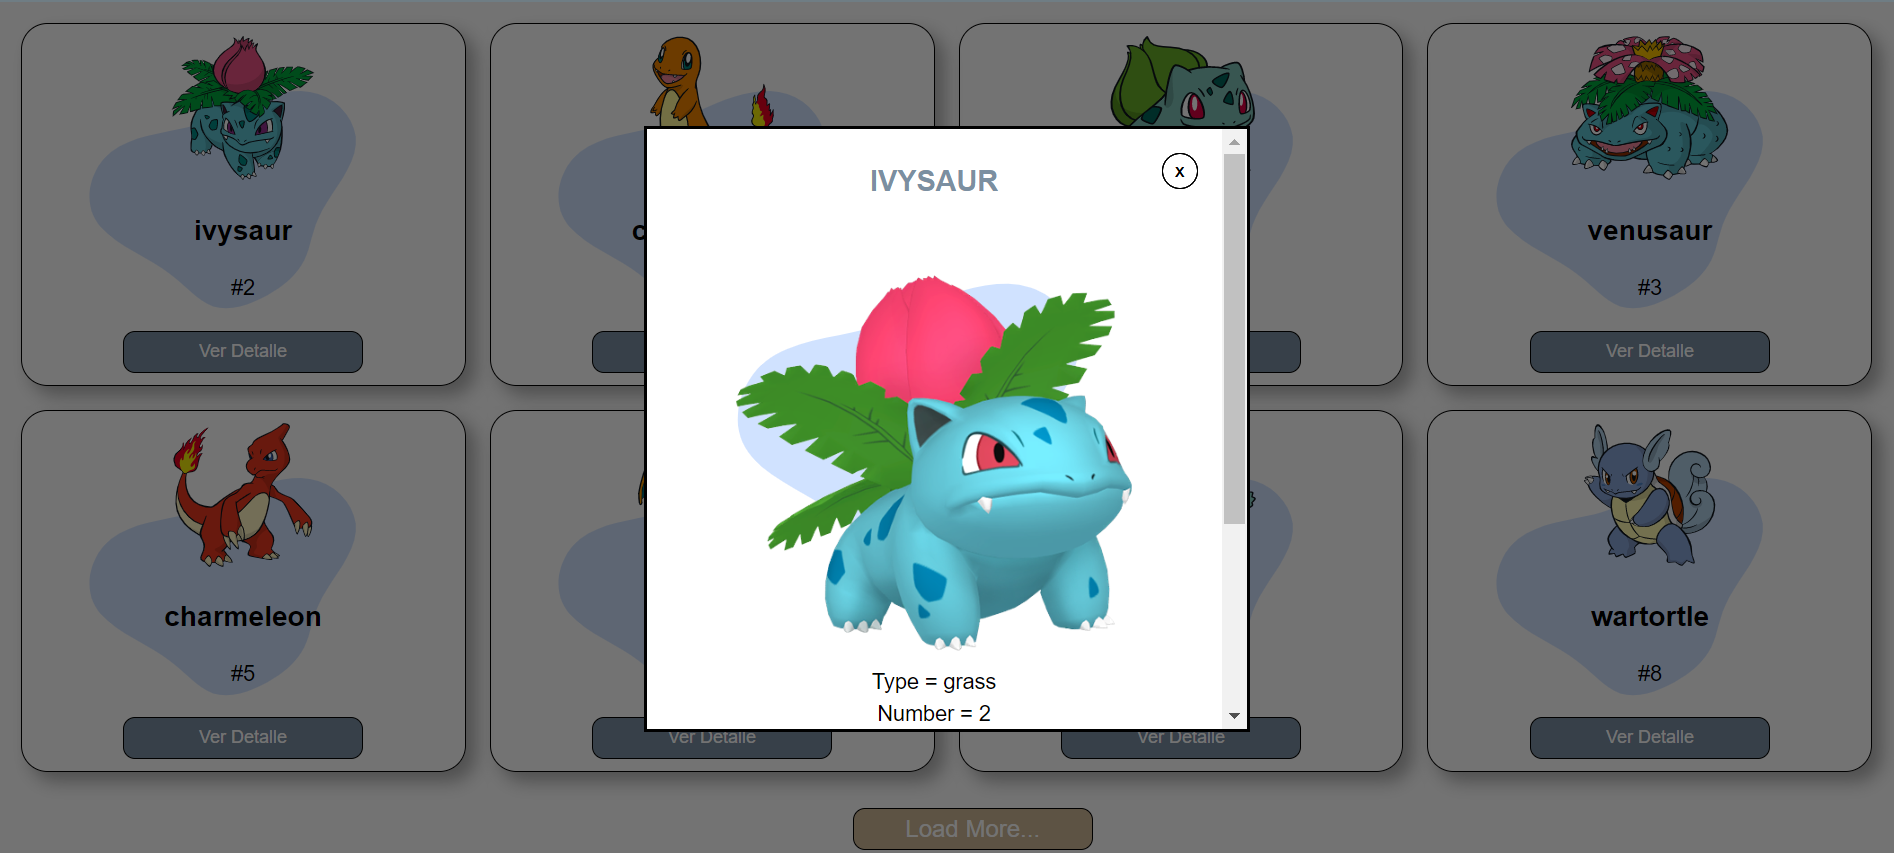 ivysaur
#2
Ver Detalle
c
venusaur
#3
Ver Detalle
IVYSAUR
x
Type = grass
Number = 2
charmeleon
#5
Ver Detalle
Ver Detalle
Ver Detalle
wartortle
#8
Ver Detalle
Load More...